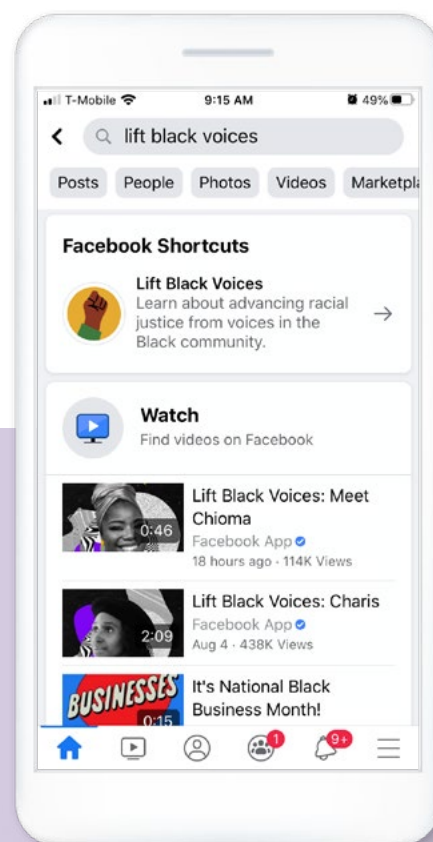 T-Mobile 9:15 AM 49%
lift black voices
Posts People Photos Videos Marketpla
Facebook Shortcuts
Lift Black Voices
Learn about advancing racial
justice from voices in the
Black community.
Watch
Find videos on Facebook
0:46
Lift Black Voices: Meet
Chioma
Facebook App
18 hours ago · 114K Views
2:09
Lift Black Voices: Charis
Facebook App
Aug 4 · 438K Views
BUSINESSES
0:15
It's National Black
Business Month!
1 9+